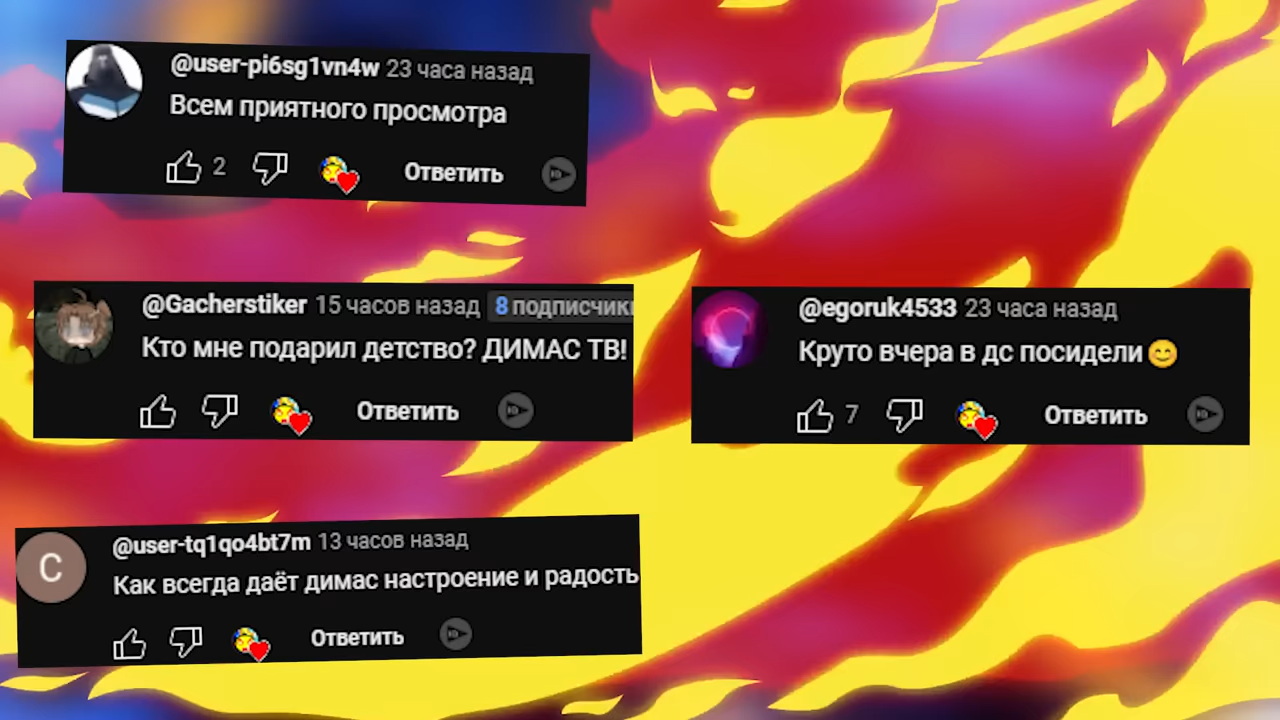 @user-pi6sg1vn4w 23 часа назад
Всем приятного просмотра
2 Ответить
@Gacherstiker 15 часов назад 8 подписчики
Кто мне подарил детство? ДИМАС ТВ!
Ответить
@egoruk4533 23 часа назад
Круто вчера в дс посидели😊
7 Ответить
@user-tq1qo4bt7m 13 часов назад
Как всегда даёт димас настроение и радость
Ответить